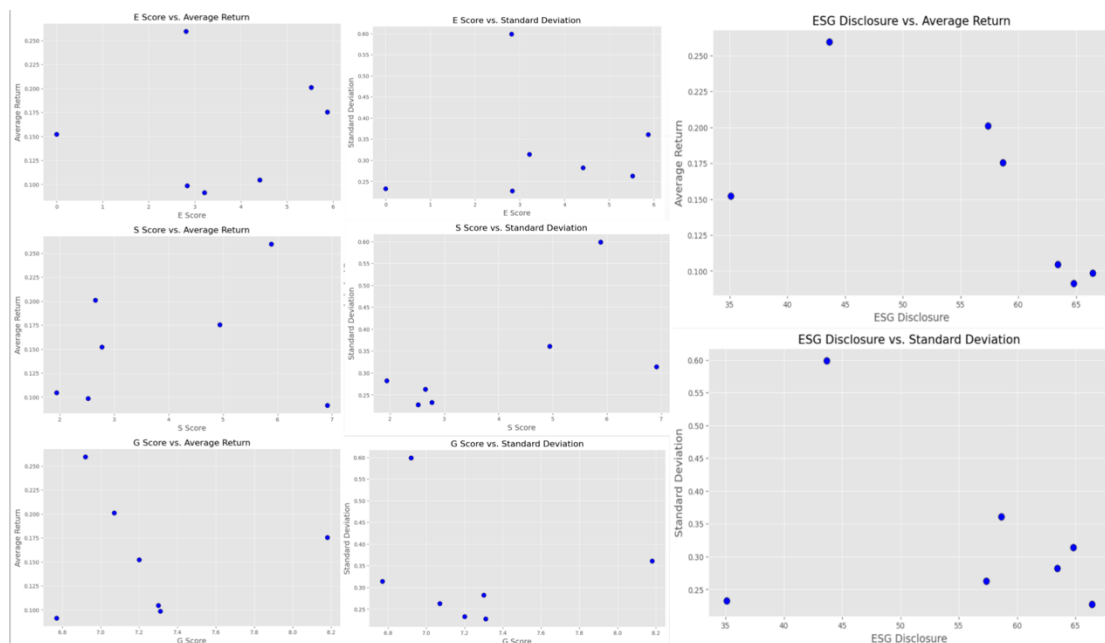 E Score vs. Average Return
Average Return
0.250
0.225
0.200
0.175
0.150
0.125
0.100
0 1 2 3 4 5 6
E Score
E Score vs. Standard Deviation
Standard Deviation
0.60
0.55
0.50
0.45
0.40
0.35
0.30
0.25
0 1 2 3 4 5 6
E Score
ESG Disclosure vs. Average Return
Average Return
0.250
0.225
0.200
0.175
0.150
0.125
0.100
35 40 45 50 55 60 65
ESG Disclosure
S Score vs. Average Return
Average Return
0.250
0.225
0.200
0.175
0.150
0.125
0.100
2 3 4 5 6 7
S Score
S Score vs. Standard Deviation
Standard Deviation
0.60
0.55
0.50
0.45
0.40
0.35
0.30
0.25
2 3 4 5 6 7
S Score
ESG Disclosure vs. Standard Deviation
Standard Deviation
0.60
0.55
0.50
0.45
0.40
0.35
0.30
0.25
35 40 45 50 55 60 65
ESG Disclosure
G Score vs. Average Return
Average Return
0.250
0.225
0.200
0.175
0.150
0.125
0.100
6.8 7.0 7.2 7.4 7.6 7.8 8.0 8.2
G Score
G Score vs. Standard Deviation
Standard Deviation
0.60
0.55
0.50
0.45
0.40
0.35
0.30
0.25
6.8 7.0 7.2 7.4 7.6 7.8 8.0 8.2
G Score